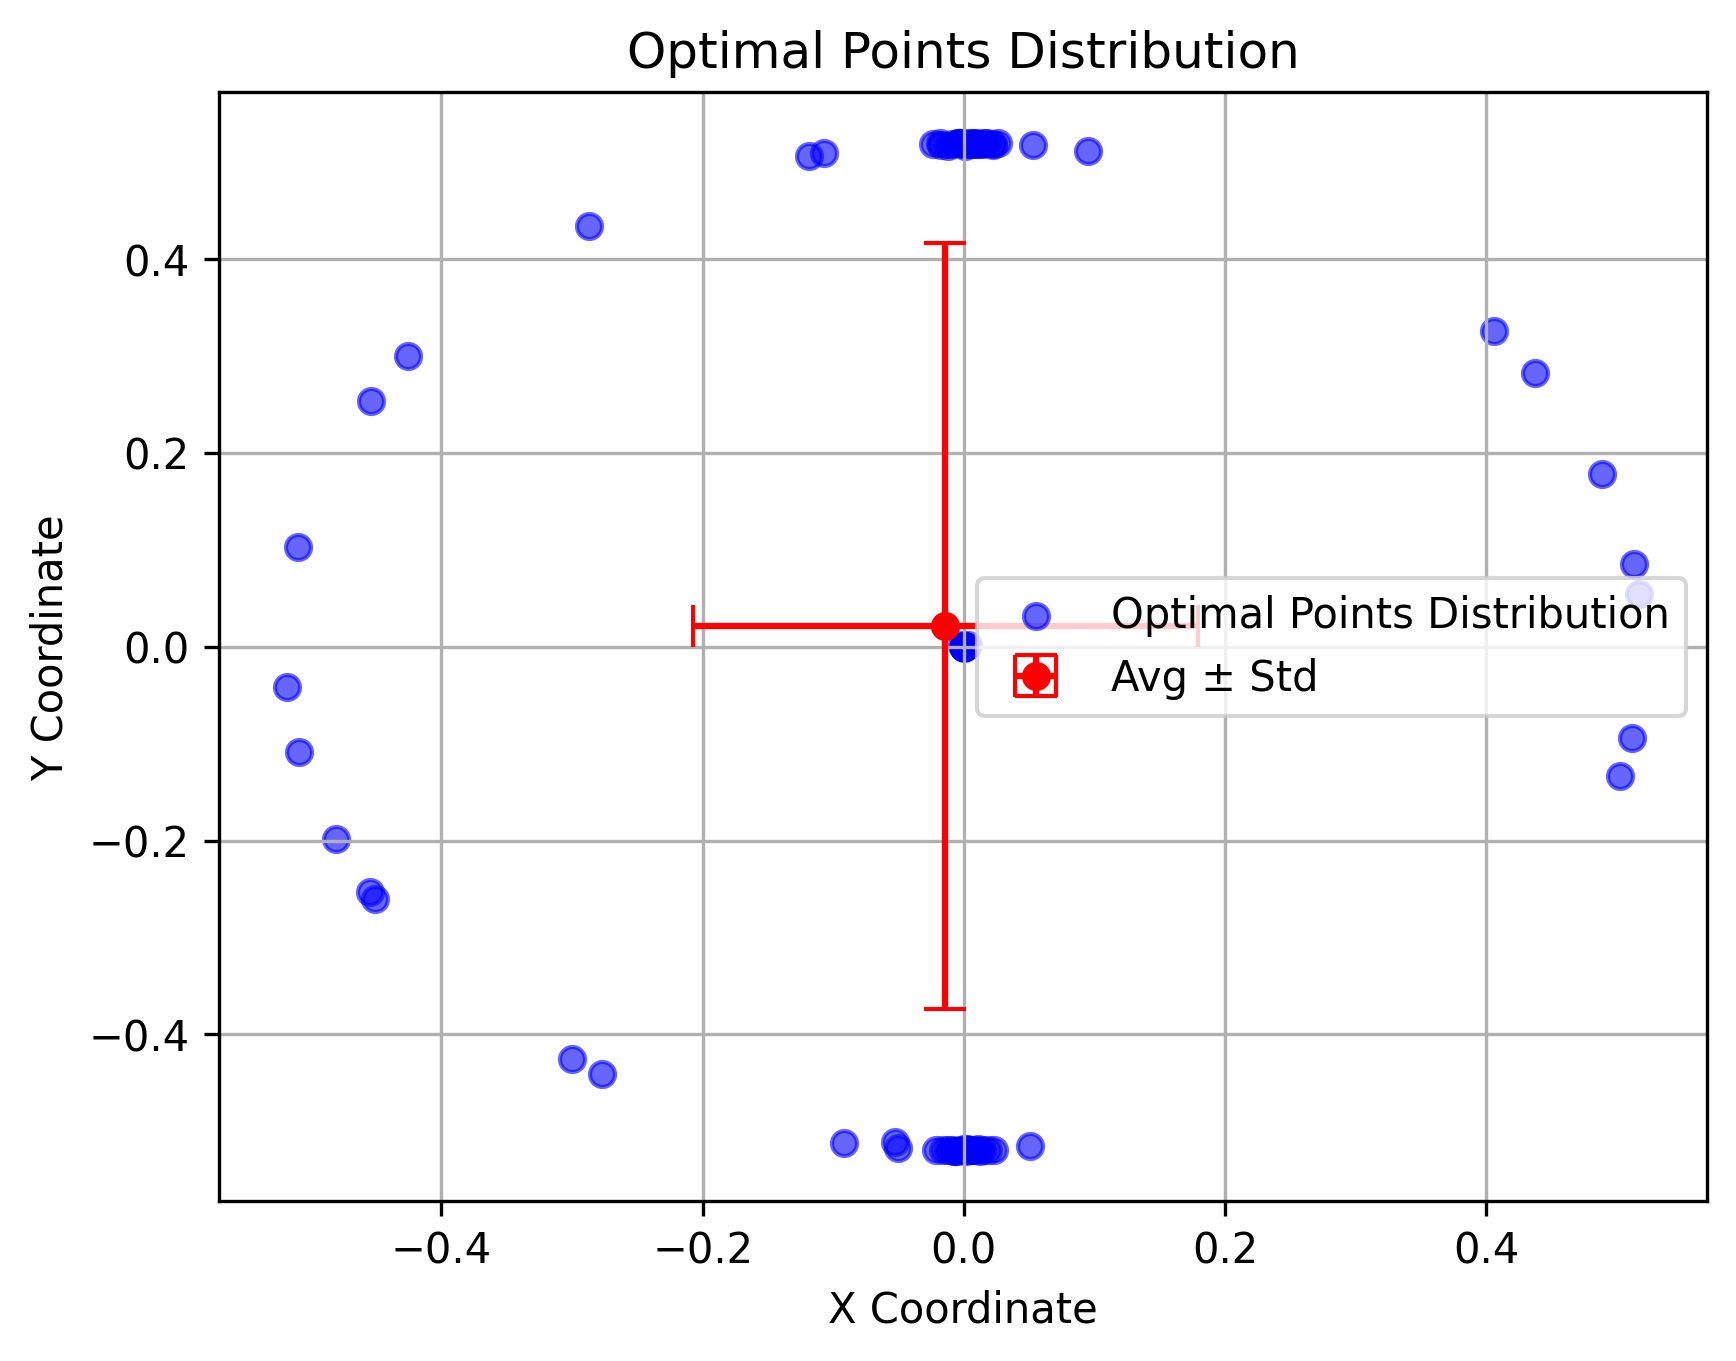 Optimal Points Distribution
Y Coordinate
0.4
0.2
0.0
−0.2
−0.4
Optimal Points Distribution
Avg ± Std
−0.4
−0.2
0.0
0.2
0.4
X Coordinate